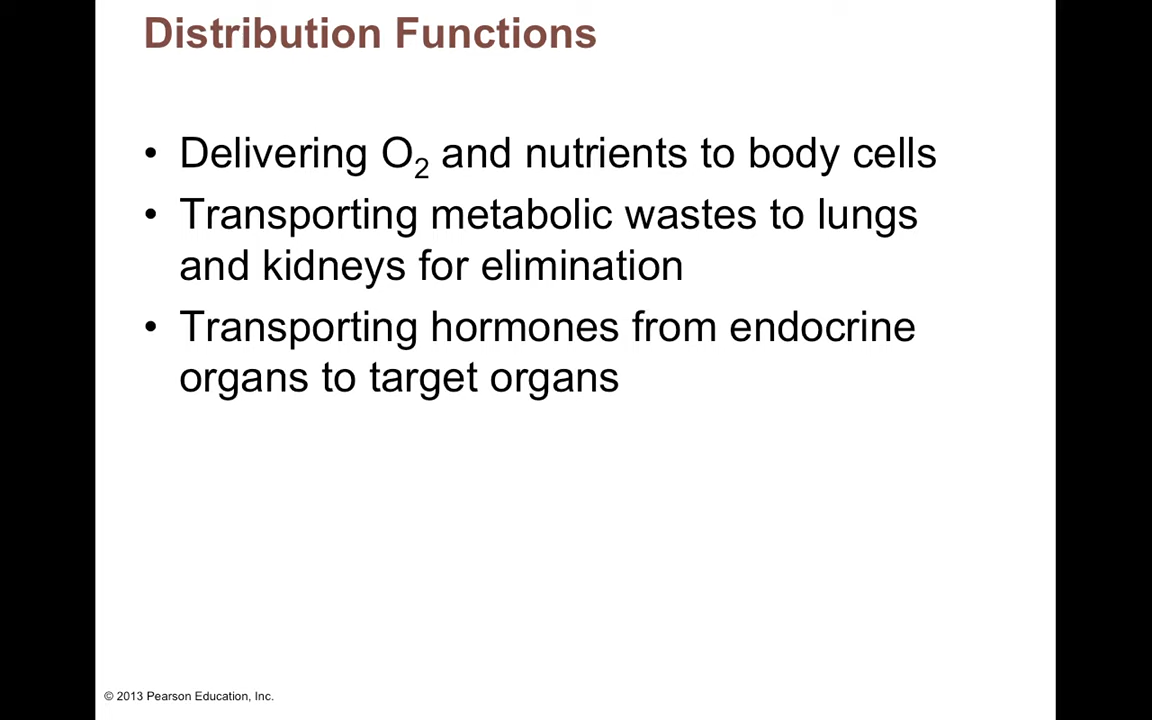 Distribution Functions
• Delivering O₂ and nutrients to body cells
• Transporting metabolic wastes to lungs
and kidneys for elimination
• Transporting hormones from endocrine
organs to target organs
© 2013 Pearson Education, Inc.